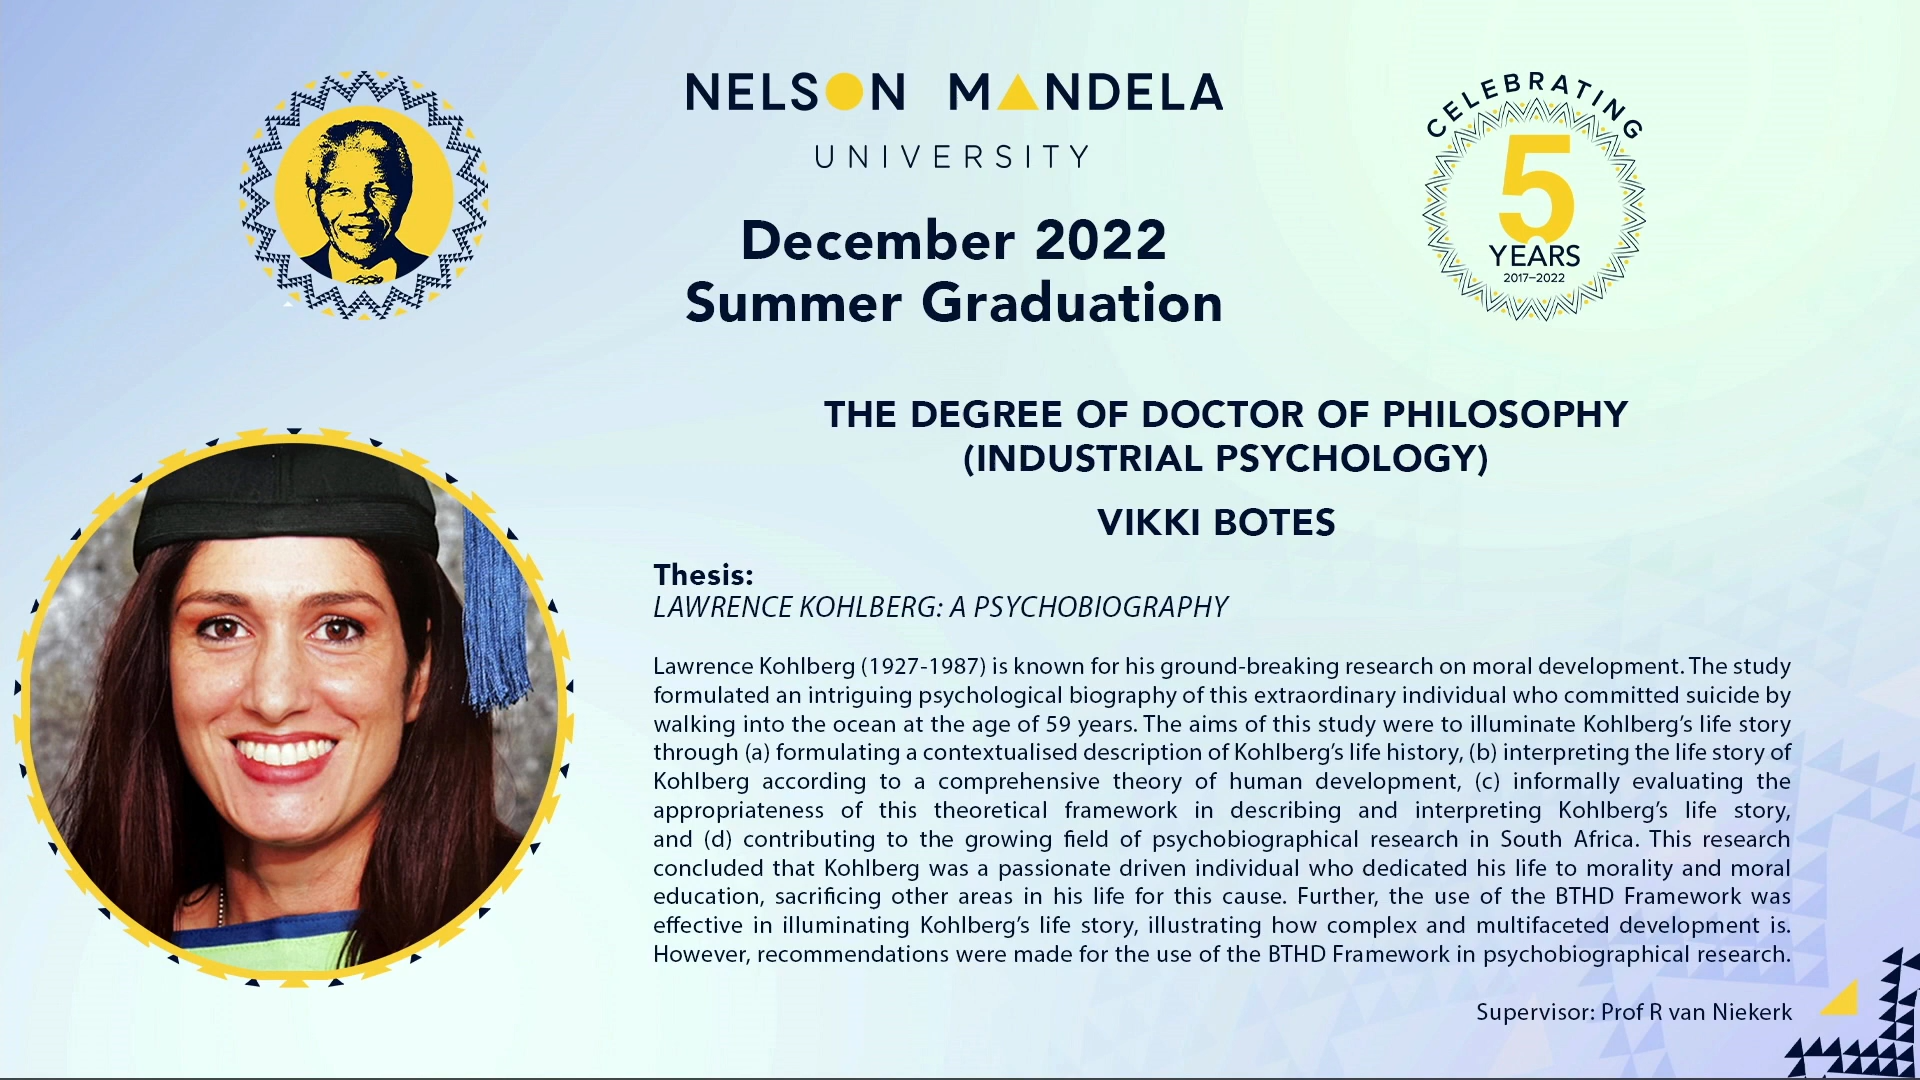 NELSON MANDELA
UNIVERSITY
CELEBRATING
5
YEARS
2017–2022
December 2022
Summer Graduation
THE DEGREE OF DOCTOR OF PHILOSOPHY
(INDUSTRIAL PSYCHOLOGY)
VIKKI BOTES
Thesis:
LAWRENCE KOHLBERG: A PSYCHOBIOGRAPHY
Lawrence Kohlberg (1927-1987) is known for his ground-breaking research on moral development. The study
formulated an intriguing psychological biography of this extraordinary individual who committed suicide by
walking into the ocean at the age of 59 years. The aims of this study were to illuminate Kohlberg’s life story
through (a) formulating a contextualised description of Kohlberg’s life history, (b) interpreting the life story of
Kohlberg according to a comprehensive theory of human development, (c) informally evaluating the
appropriateness of this theoretical framework in describing and interpreting Kohlberg’s life story,
and (d) contributing to the growing field of psychobiographical research in South Africa. This research
concluded that Kohlberg was a passionate driven individual who dedicated his life to morality and moral
education, sacrificing other areas in his life for this cause. Further, the use of the BTHD Framework was
effective in illuminating Kohlberg’s life story, illustrating how complex and multifaceted development is.
However, recommendations were made for the use of the BTHD Framework in psychobiographical research.
Supervisor: Prof R van Niekerk